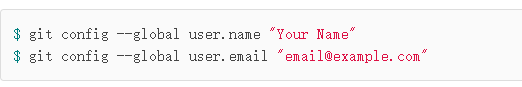 $ git config --global user.name "Your Name"
$ git config --global user.email "email@example.com"